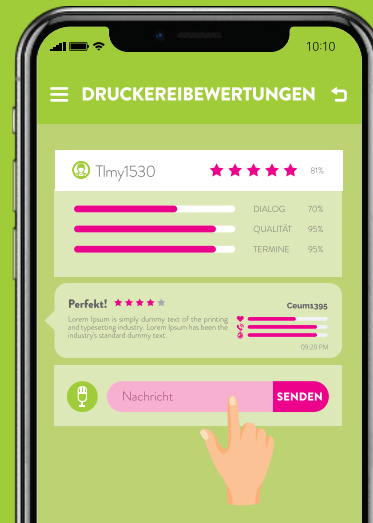 10:10
DRUCKEREIBEWERTUNGEN
TImy1530 81%
DIALOG 70%
QUALITÄT 95%
TERMINE 95%
Perfekt! Ceum1395
Lorem Ipsum is simply dummy text of the printing
and typesetting industry. Lorem Ipsum has been the
industry's standard dummy text.
09:29 PM
Nachricht SENDEN